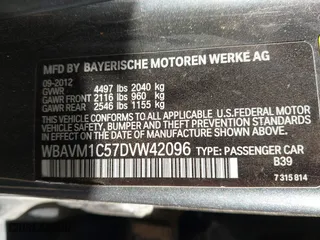 MFD BY BAYERISCHE MOTOREN WERKE AG
09-2012
GVWR 4497 lbs 2040 kg
GAWR FRONT 2116 lbs 960 kg
GAWR REAR 2546 lbs 1155 kg
THIS VEHICLE CONFORMS TO ALL APPLICABLE U.S.FEDERAL
MOTOR VEHICLE SAFETY, BUMPER, AND THEFT PREVENTION
STANDARDS IN EFFECT ON THE DATE OF
MANUFACTURE SHOWN ABOVE.
WBAVM1C57DVW42096 TYPE: PASSENGER CAR
B39
7 315 814